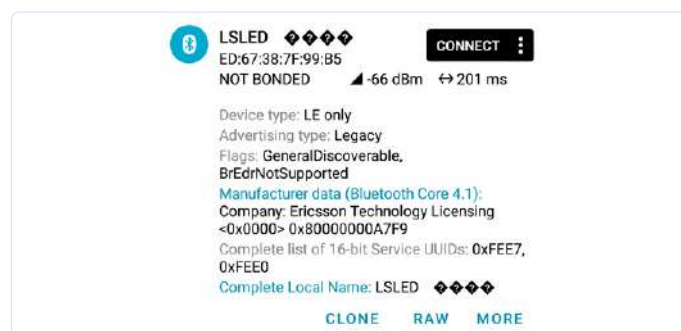 LSLED ����
CONNECT
ED:67:38:7F:99:B5
NOT BONDED -66 dBm ↔201 ms
Device type: LE only
Advertising type: Legacy
Flags: GeneralDiscoverable,
BrEdrNotSupported
Manufacturer data (Bluetooth Core 4.1):
Company: Ericsson Technology Licensing
<0x0000> 0x80000000A7F9
Complete list of 16-bit Service UUIDs: 0xFEE7,
0xFEE0
Complete Local Name: LSLED ����
CLONE RAW MORE